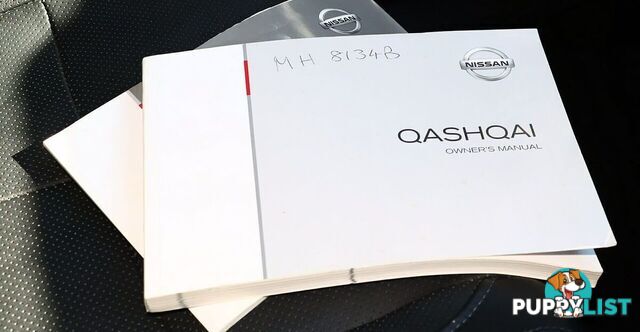 NISSAN
MH 8134B
NISSAN
QASHQAI
OWNER'S MANUAL
PUPPYLIST